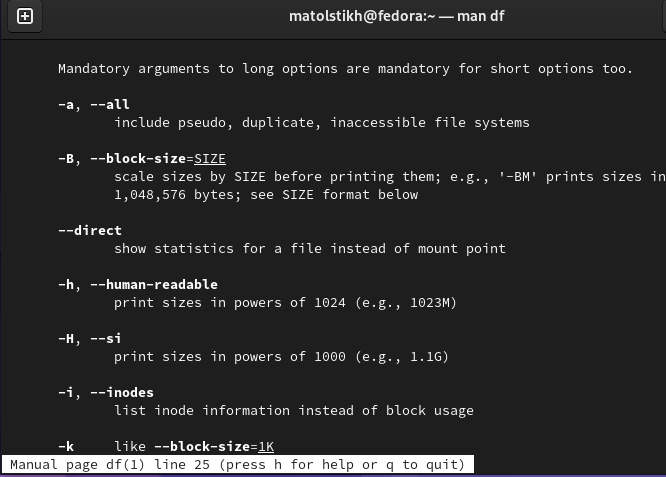 matolstikh@fedora:~ — man df
Mandatory arguments to long options are mandatory for short options too.
-a, --all
include pseudo, duplicate, inaccessible file systems
-B, --block-size=SIZE
scale sizes by SIZE before printing them; e.g., '-BM' prints sizes in
1,048,576 bytes; see SIZE format below
--direct
show statistics for a file instead of mount point
-h, --human-readable
print sizes in powers of 1024 (e.g., 1023M)
-H, --si
print sizes in powers of 1000 (e.g., 1.1G)
-i, --inodes
list inode information instead of block usage
-k like --block-size=1K
Manual page df(1) line 25 (press h for help or q to quit)